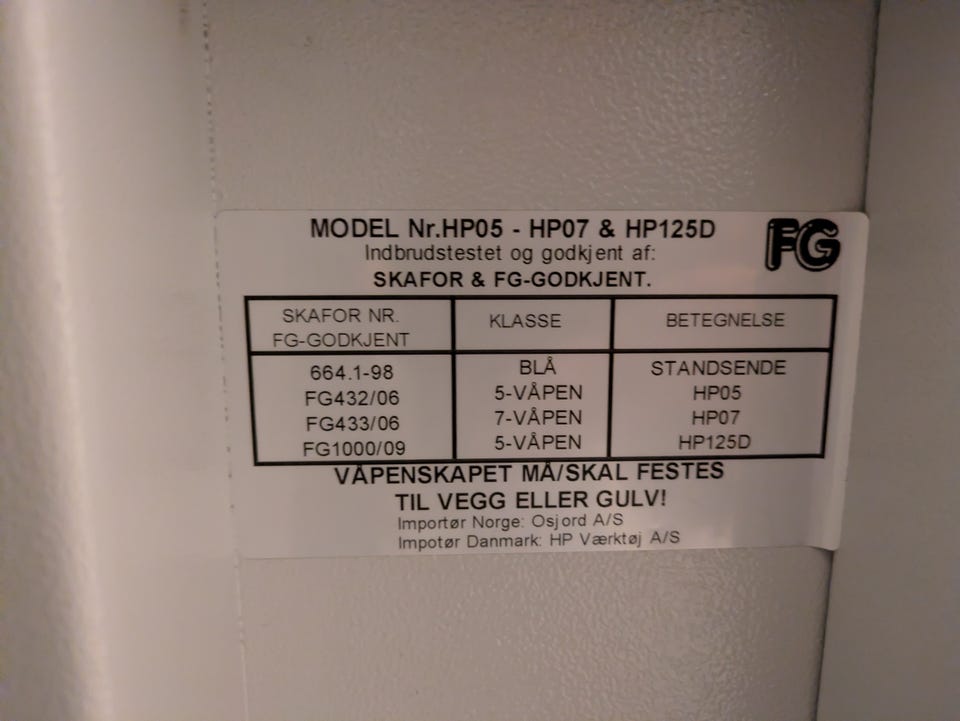 MODEL Nr.HP05 - HP07 & HP125D
FG
Indbrudstestet og godkjent af:
SKAFOR & FG-GODKJENT.
SKAFOR NR. FG-GODKJENT KLASSE BETEGNELSE
664.1-98 BLÅ STANDSENDE
FG432/06 5-VÅPEN HP05
FG433/06 7-VÅPEN HP07
FG1000/09 5-VÅPEN HP125D
VÅPENSKAPET MÅ/SKAL FESTES
TIL VEGG ELLER GULV!
Importør Norge: Osjord A/S
Impotør Danmark: HP Værktøj A/S